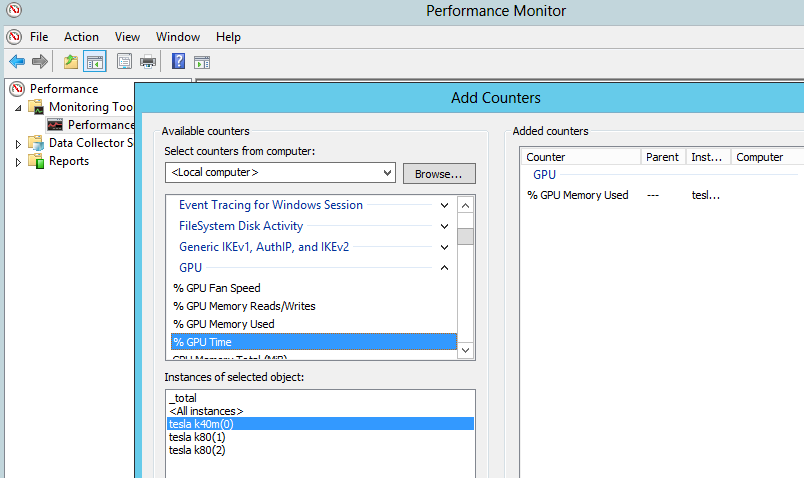 Performance Monitor
File Action View Window Help
Performance
Monitoring Too
Performance
Data Collector S
Reports
Add Counters
Available counters
Select counters from computer:
<Local computer>
Browse...
Event Tracing for Windows Session
FileSystem Disk Activity
Generic IKEv1, AuthIP, and IKEv2
GPU
% GPU Fan Speed
% GPU Memory Reads/Writes
% GPU Memory Used
% GPU Time
GPU Memory Total (MiB)
Instances of selected object:
_total
<All instances>
tesla k40m(0)
tesla k80(1)
tesla k80(2)
Added counters
Counter Parent Inst... Computer
GPU
% GPU Memory Used --- tesl...